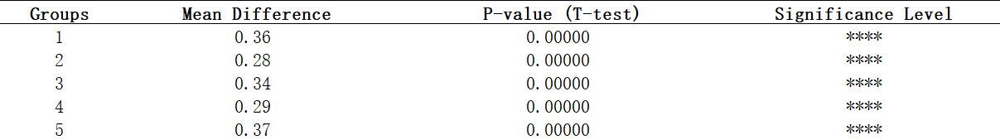 Groups Mean Difference P-value (T-test) Significance Level
1 0.36 0.00000 ****
2 0.28 0.00000 ****
3 0.34 0.00000 ****
4 0.29 0.00000 ****
5 0.37 0.00000 ****